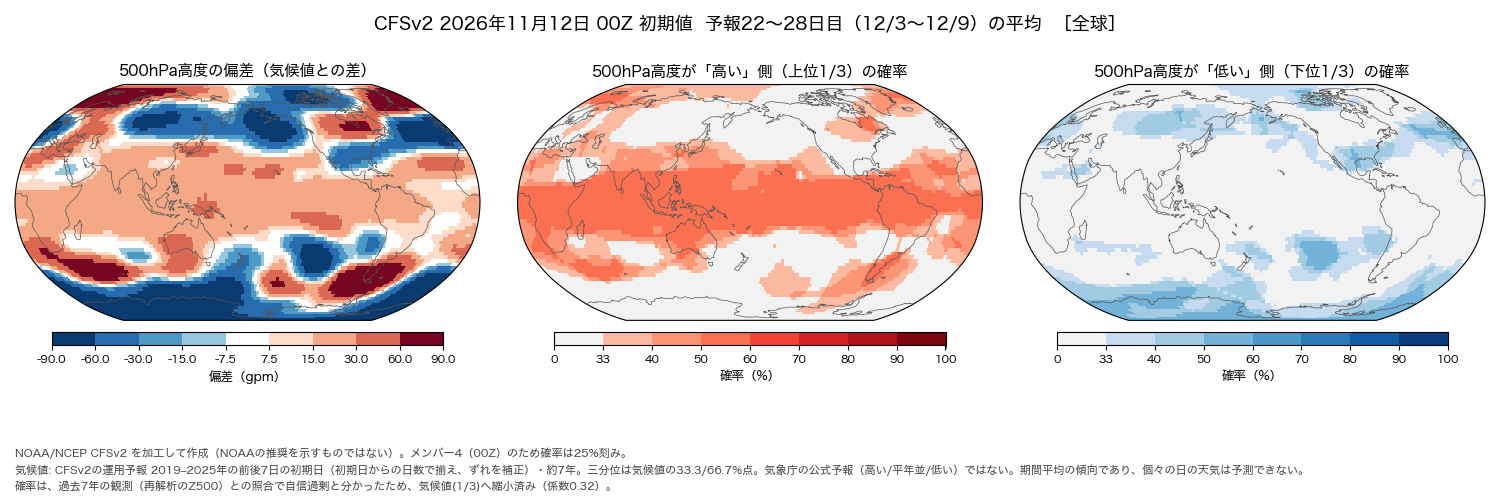 CFSv2 2026年11月12日 00Z 初期値 予報22～28日目（12/3～12/9）の平均 ［全球］
500hPa高度の偏差（気候値との差）
500hPa高度が「高い」側（上位1/3）の確率
500hPa高度が「低い」側（下位1/3）の確率
-90.0 -60.0 -30.0 -15.0 -7.5 7.5 15.0 30.0 60.0 90.0
偏差（gpm）
0 33 40 50 60 70 80 90 100
確率（%）
0 33 40 50 60 70 80 90 100
確率（%）
NOAA/NCEP CFSv2 を加工して作成（NOAAの推奨を示すものではない）。メンバー4（00Z）のため確率は25%刻み。
気候値: CFSv2の運用予報 2019–2025年の前後7日の初期日（初期日からの日数で揃え、ずれを補正）・約7年。三分位は気候値の33.3/66.7%点。気象庁の公式予報（高い/平年並/低い）ではない。期間平均の傾向であり、個々の日の天気は予測できない。
確率は、過去7年の観測（再解析のZ500）との照合で自信過剰と分かったため、気候値(1/3)へ縮小済み（係数0.32）。